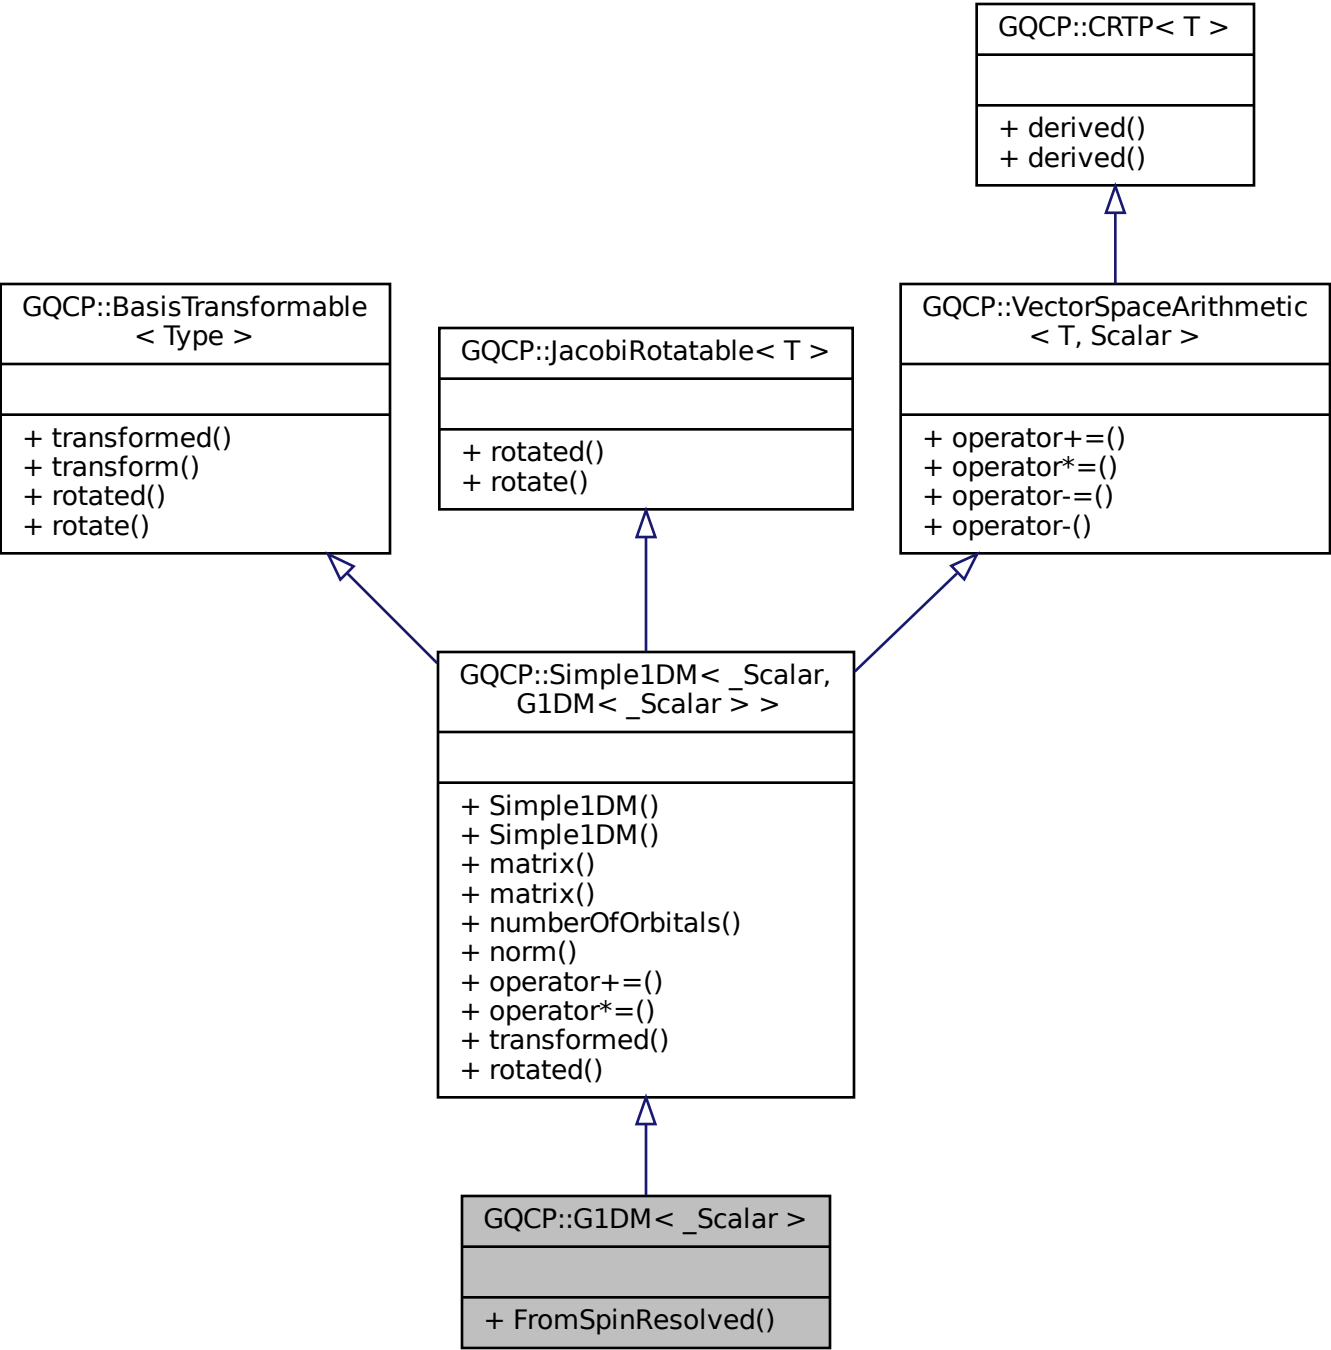 GQCP::CRTP< T >
+ derived()
+ derived()
GQCP::BasisTransformable
< Type >
+ transformed()
+ transform()
+ rotated()
+ rotate()
GQCP::JacobiRotatable< T >
+ rotated()
+ rotate()
GQCP::VectorSpaceArithmetic
< T, Scalar >
+ operator+=()
+ operator*=()
+ operator-=()
+ operator-()
GQCP::Simple1DM< _Scalar,
G1DM< _Scalar > >
+ Simple1DM()
+ Simple1DM()
+ matrix()
+ matrix()
+ numberOfOrbitals()
+ norm()
+ operator+=()
+ operator*=()
+ transformed()
+ rotated()
GQCP::G1DM< _Scalar >
+ FromSpinResolved()